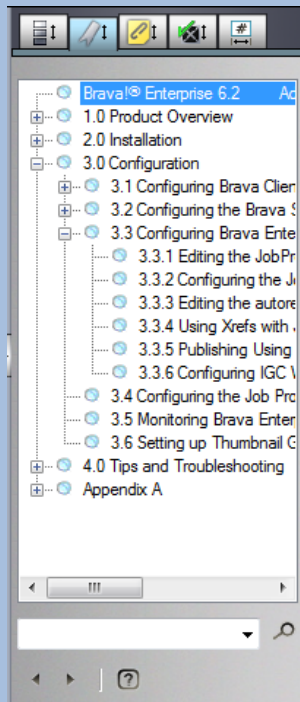 #
Brava!® Enterprise 6.2 Ad
1.0 Product Overview
2.0 Installation
3.0 Configuration
3.1 Configuring Brava Clien
3.2 Configuring the Brava S
3.3 Configuring Brava Ente
3.3.1 Editing the JobPr
3.3.2 Configuring the J
3.3.3 Editing the autore
3.3.4 Using Xrefs with
3.3.5 Publishing Using
3.3.6 Configuring IGC V
3.4 Configuring the Job Pro
3.5 Monitoring Brava Enter
3.6 Setting up Thumbnail G
4.0 Tips and Troubleshooting
Appendix A
?